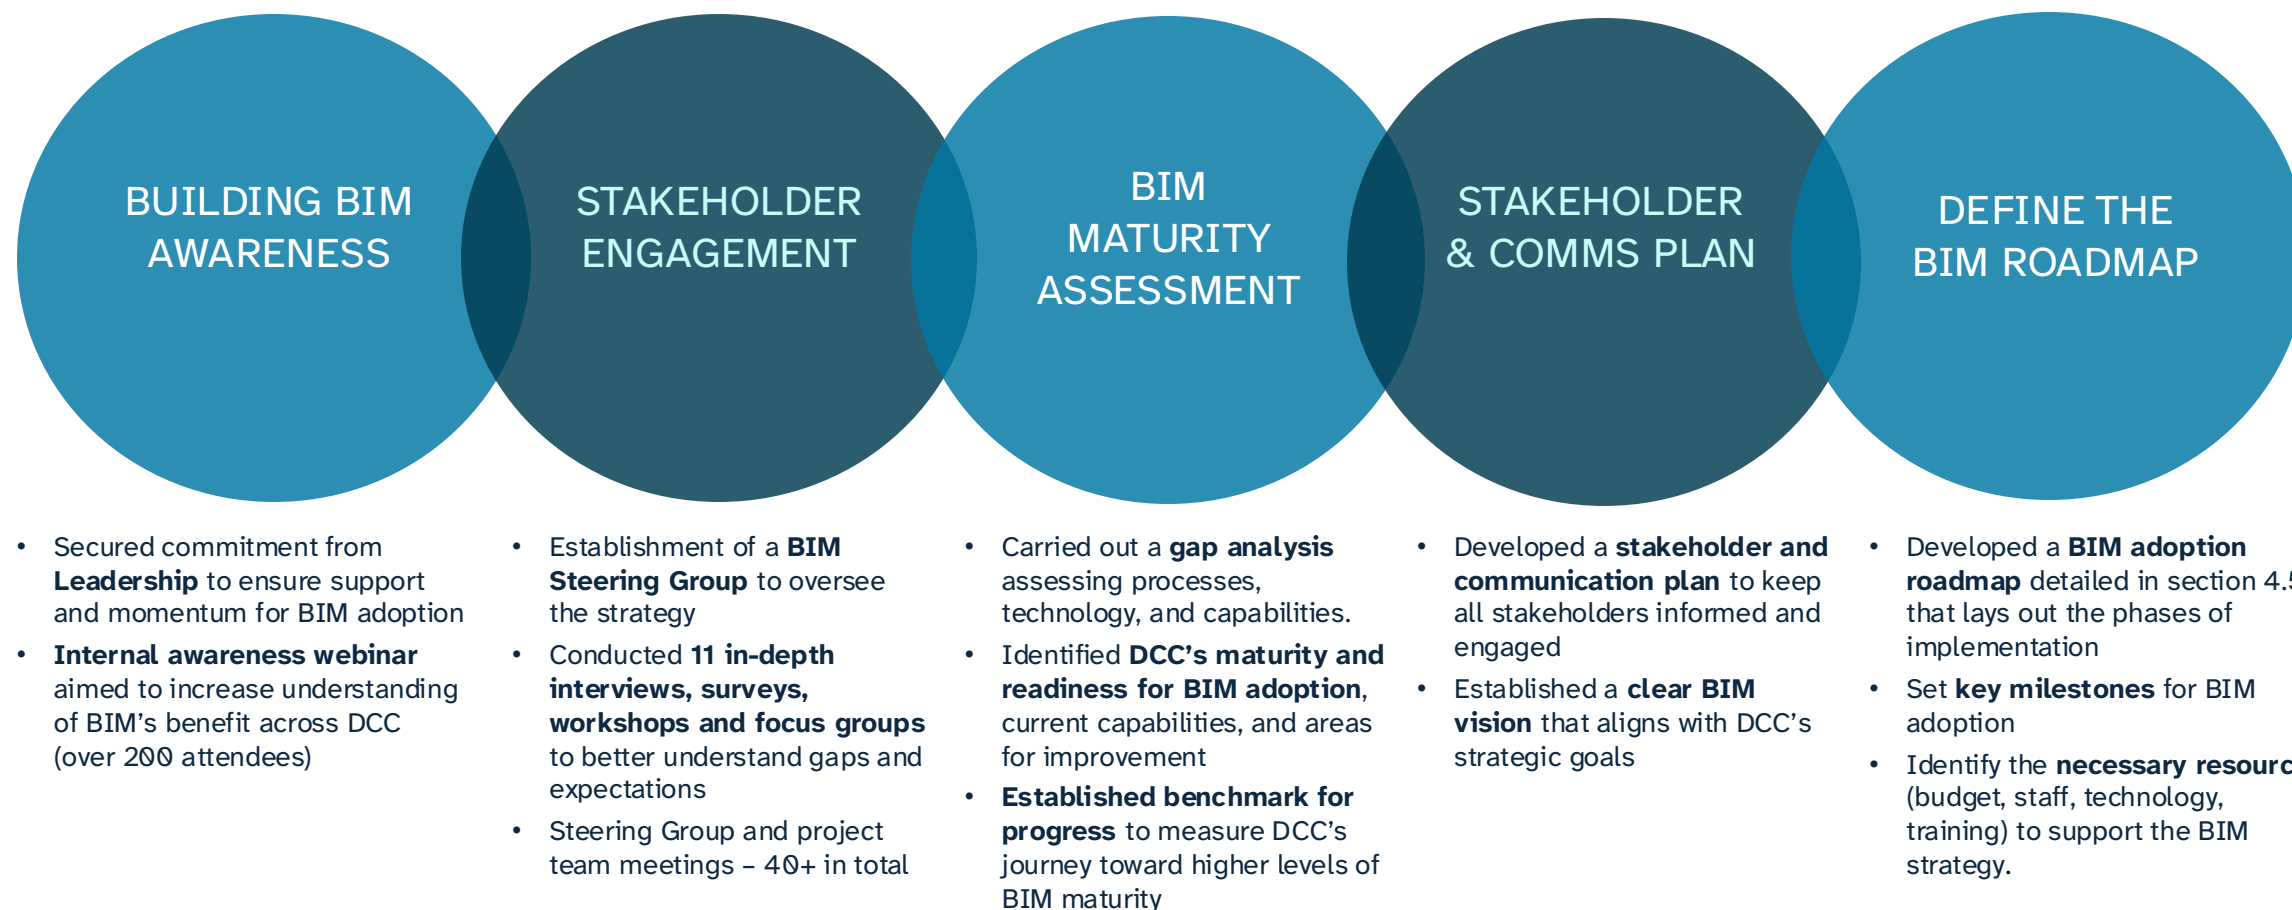 BUILDING BIM
AWARENESS
STAKEHOLDER
ENGAGEMENT
BIM
MATURITY
ASSESSMENT
STAKEHOLDER
& COMMS PLAN
DEFINE THE
BIM ROADMAP
• Secured commitment from
Leadership to ensure support
and momentum for BIM adoption
• Internal awareness webinar
aimed to increase understanding
of BIM’s benefit across DCC
(over 200 attendees)
• Establishment of a BIM
Steering Group to oversee
the strategy
• Conducted 11 in-depth
interviews, surveys,
workshops and focus groups
to better understand gaps and
expectations
• Steering Group and project
team meetings – 40+ in total
• Carried out a gap analysis
assessing processes,
technology, and capabilities.
• Identified DCC’s maturity and
readiness for BIM adoption,
current capabilities, and areas
for improvement
• Established benchmark for
progress to measure DCC’s
journey toward higher levels of
BIM maturity
• Developed a stakeholder and
communication plan to keep
all stakeholders informed and
engaged
• Established a clear BIM
vision that aligns with DCC’s
strategic goals
• Developed a BIM adoption
roadmap detailed in section
that lays out the phases of
implementation
• Set key milestones for BIM
adoption
• Identify the necessary
(budget, staff, technology,
training) to support the BIM
strategy.